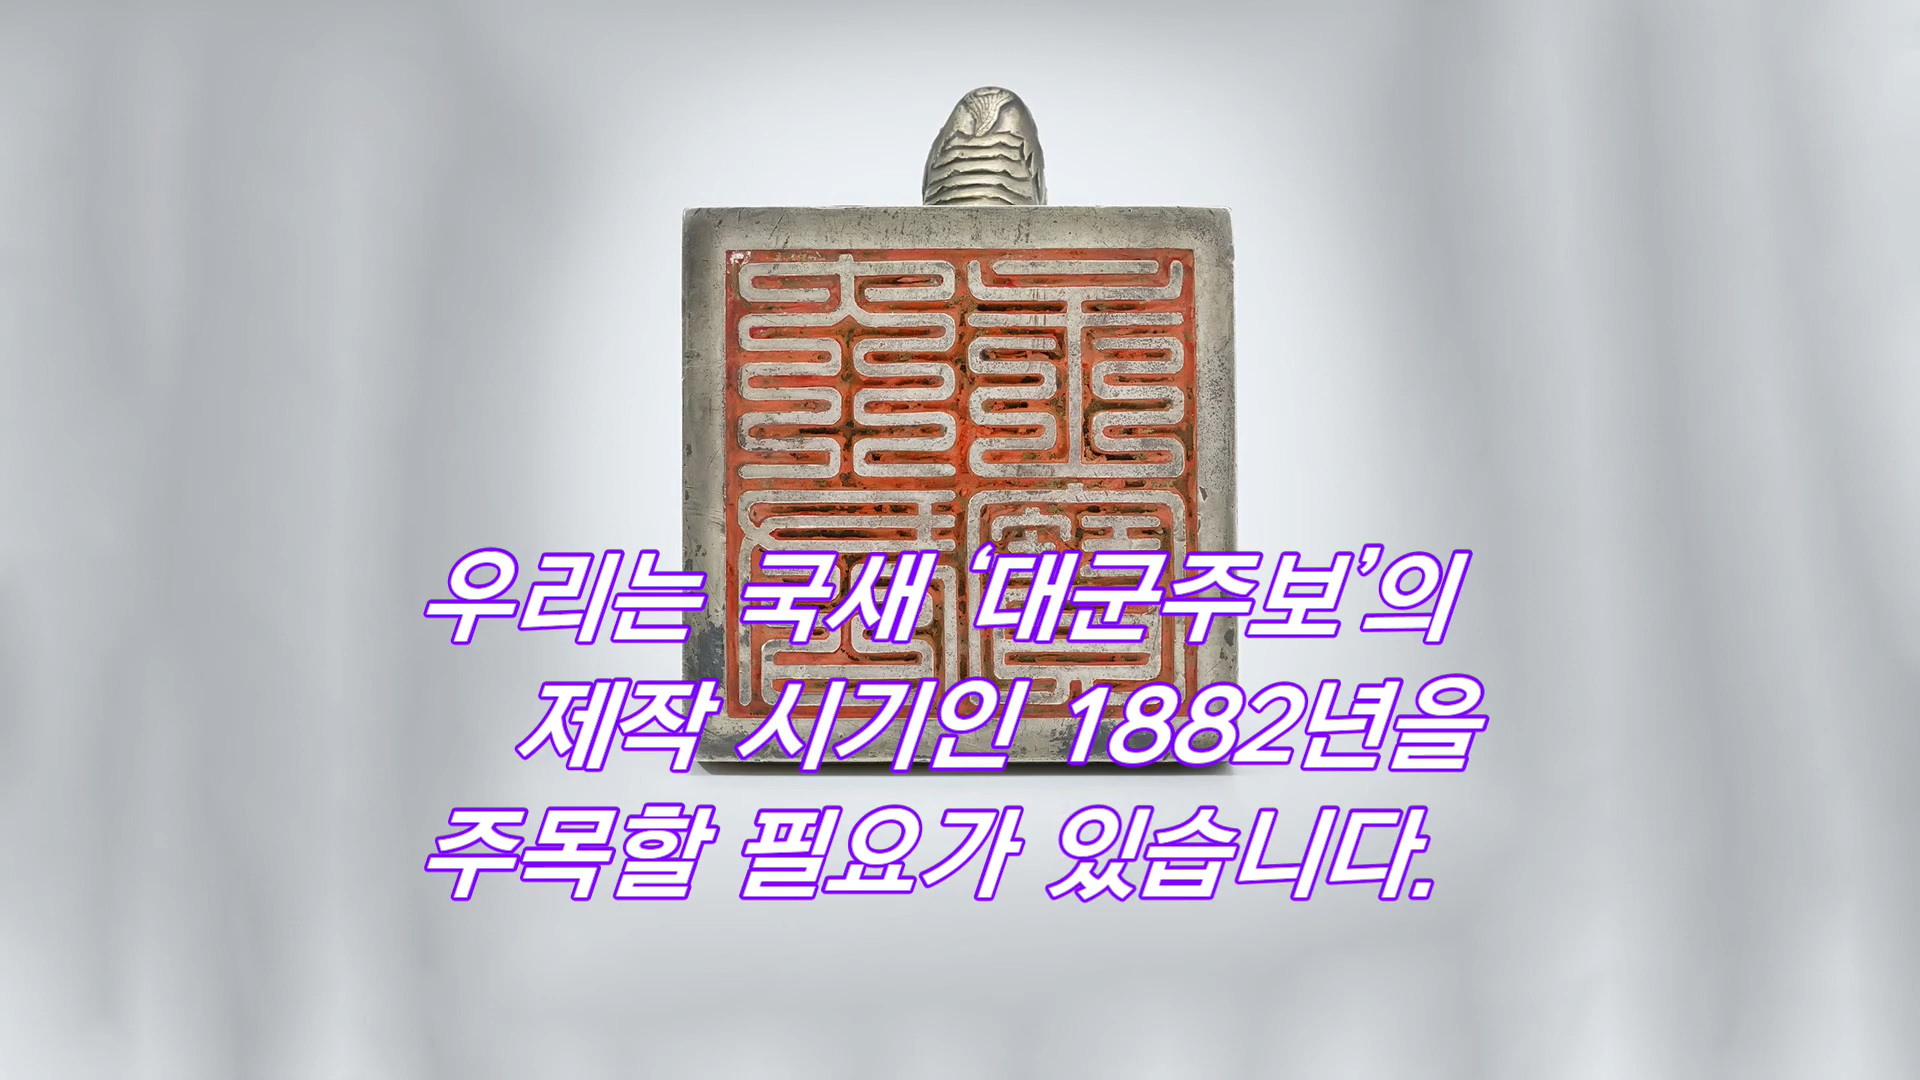 우리는 국새 ‘대군주보’의
제작 시기인 1882년을
주목할 필요가 있습니다.